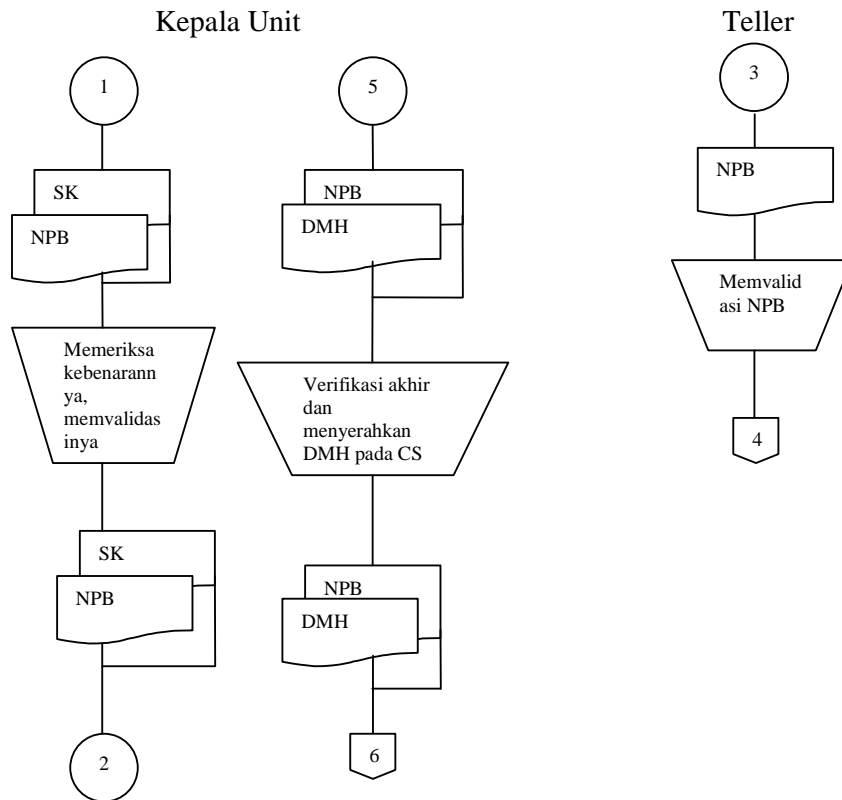 Kepala Unit
1
SK
NPB
Memeriksa
kebenarann
ya,
memvalidas
inya
SK
NPB
2
5
NPB
DMH
Verifikasi akhir
dan
menyerahkan
DMH pada CS
NPB
DMH
6
Teller
3
NPB
Memvalid
asi NPB
4